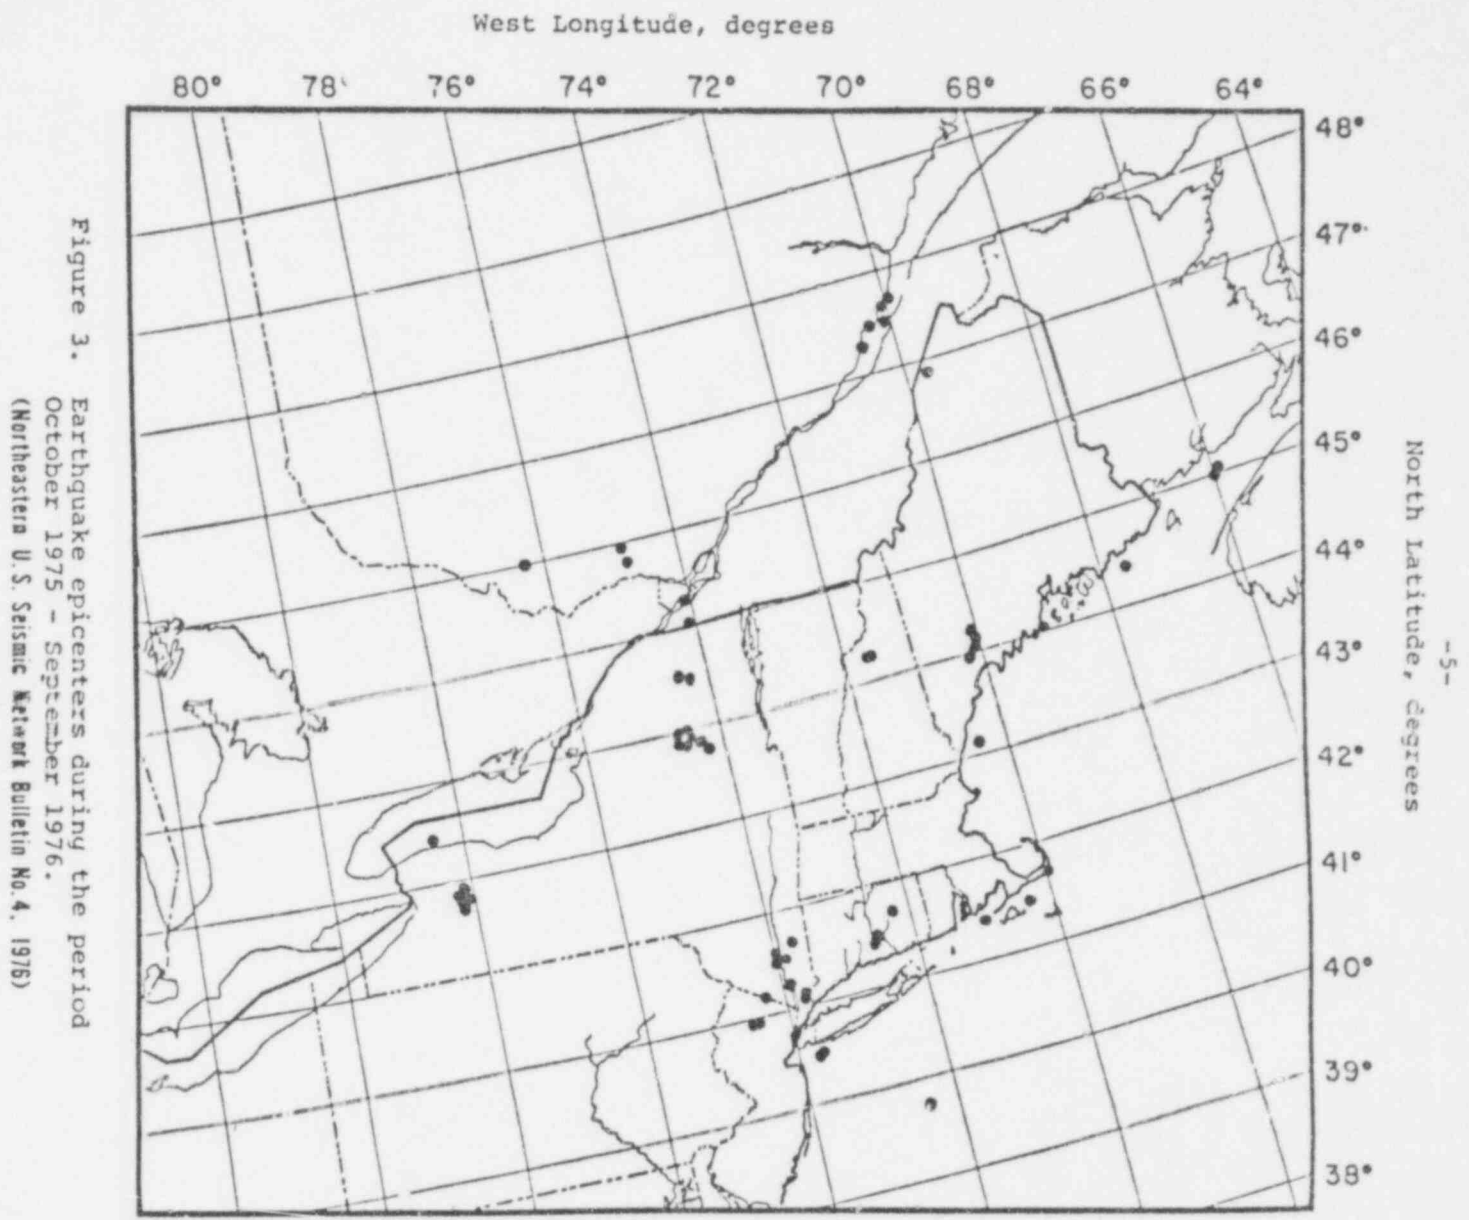 West Longitude, degrees
80° 78° 76° 74° 72° 70° 68° 66° 64°
48°
47°
46°
45°
44°
43°
42°
41°
40°
39°
38°
North Latitude, degrees
-5-
Figure 3. Earthquake epicenters during the period
October 1975 - September 1976.
(Northeastern U.S. Seismic Network Bulletin No.4, 1976)